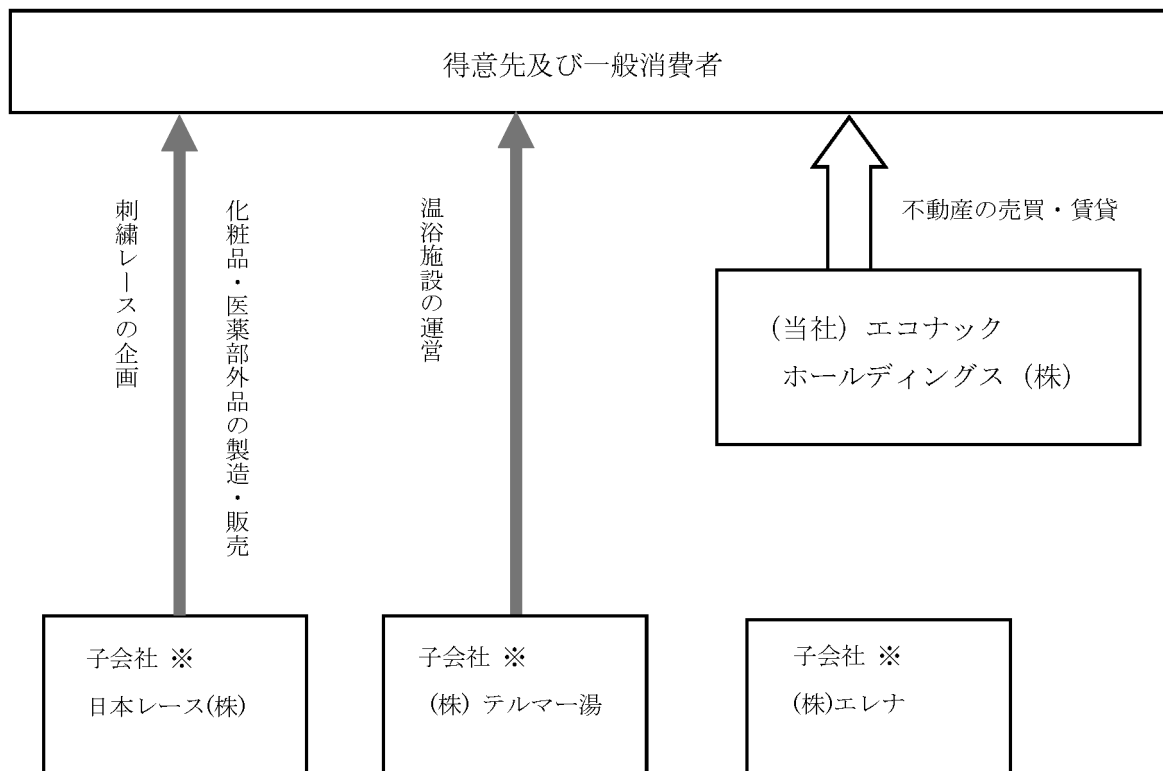 得意先及び一般消費者
刺繍レースの企画
化粧品・医薬部外品の製造・販売
温浴施設の運営
不動産の売買・賃貸
(当社) エコナック
ホールディングス (株)
子会社 ※
日本レース(株)
子会社 ※
(株) テルマー湯
子会社 ※
(株)エレナ